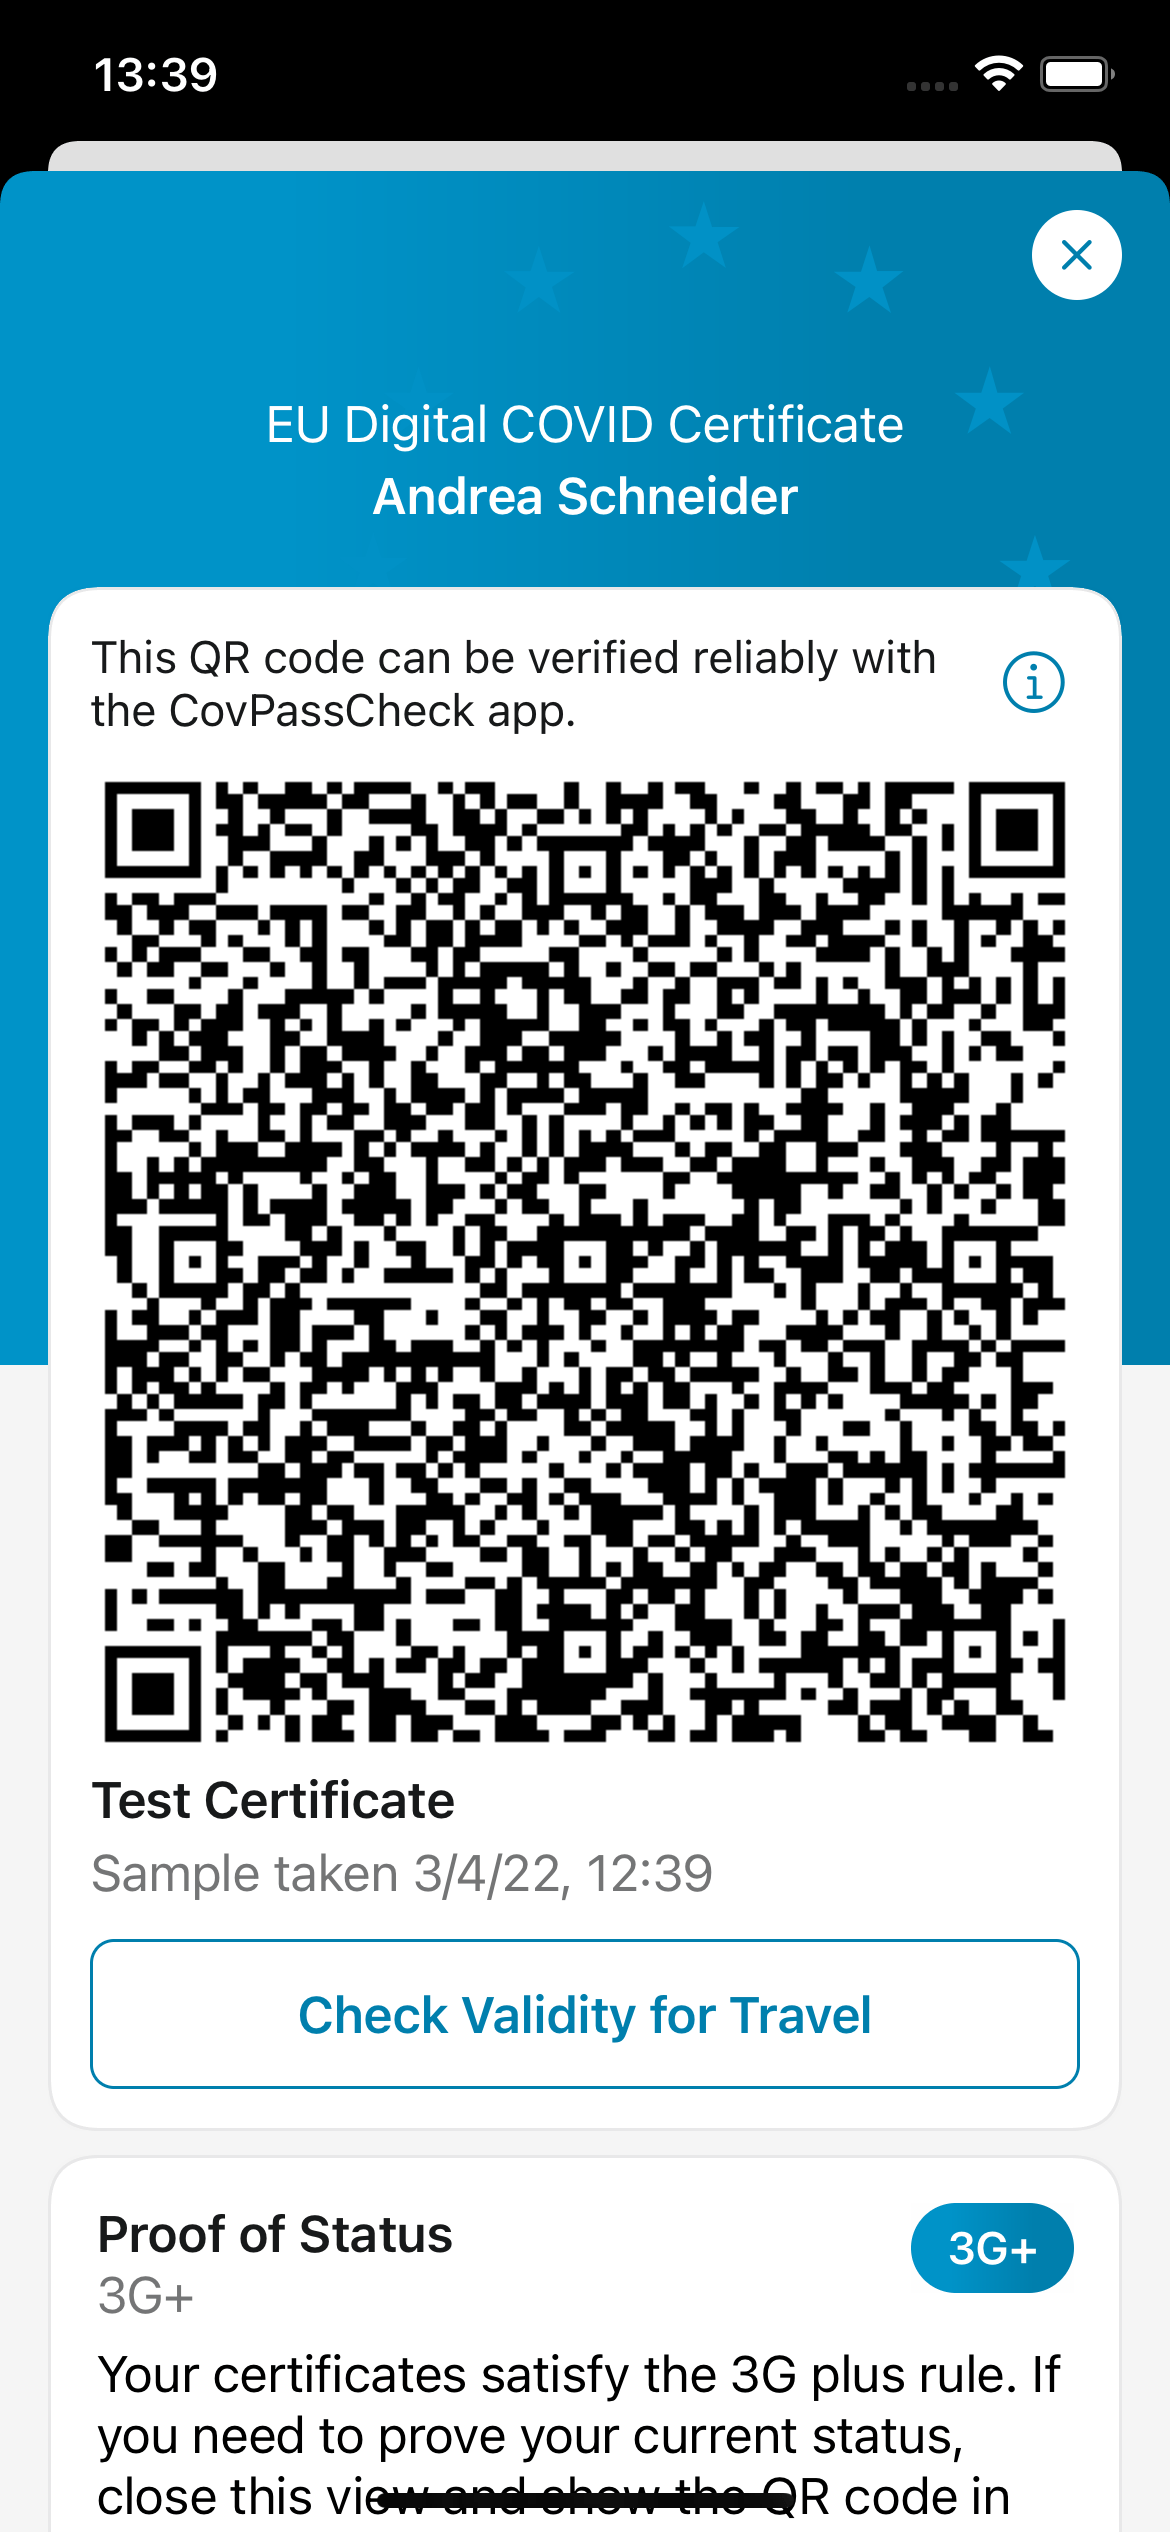 13:39
EU Digital COVID Certificate
Andrea Schneider
This QR code can be verified reliably with
the CovPassCheck app.
Test Certificate
Sample taken 3/4/22, 12:39
Check Validity for Travel
Proof of Status
3G+
3G+
Your certificates satisfy the 3G plus rule. If
you need to prove your current status,
close this view and show the QR code in